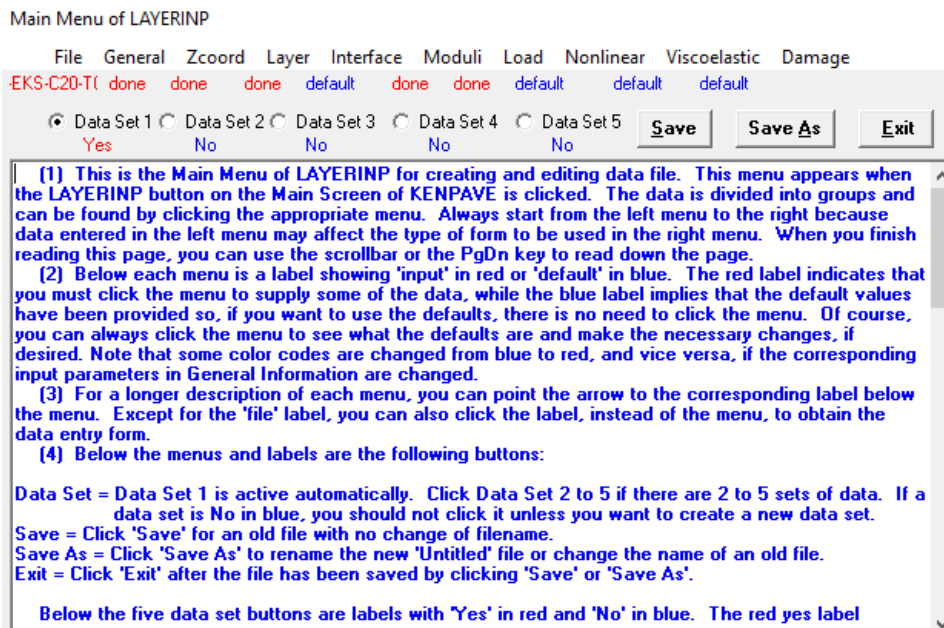 Main Menu of LAYERINP
File General Zcoord Layer Interface Moduli Load Nonlinear Viscoelastic Damage
-EKS-C20-T( done done done default done done default default default
Data Set 1 Data Set 2 Data Set 3 Data Set 4 Data Set 5 Save Save As Exit
Yes No No No No
(1) This is the Main Menu of LAYERINP for creating and editing data file. This menu appears when
the LAYERINP button on the Main Screen of KENPAVE is clicked. The data is divided into groups and
can be found by clicking the appropriate menu. Always start from the left menu to the right because
data entered in the left menu may affect the type of form to be used in the right menu. When you finish
reading this page, you can use the scrollbar or the PgDn key to read down the page.
(2) Below each menu is a label showing 'input' in red or 'default' in blue. The red label indicates that
you must click the menu to supply some of the data, while the blue label implies that the default values
have been provided so, if you want to use the defaults, there is no need to click the menu. Of course,
you can always click the menu to see what the defaults are and make the necessary changes, if
desired. Note that some color codes are changed from blue to red, and vice versa, if the corresponding
input parameters in General Information are changed.
(3) For a longer description of each menu, you can point the arrow to the corresponding label below
the menu. Except for the 'file' label, you can also click the label, instead of the menu, to obtain the
data entry form.
(4) Below the menus and labels are the following buttons:
Data Set = Data Set 1 is active automatically. Click Data Set 2 to 5 if there are 2 to 5 sets of data. If a
data set is No in blue, you should not click it unless you want to create a new data set.
Save = Click 'Save' for an old file with no change of filename.
Save As = Click 'Save As' to rename the new 'Untitled' file or change the name of an old file.
Exit = Click 'Exit' after the file has been saved by clicking 'Save' or 'Save As'.
Below the five data set buttons are labels with 'Yes' in red and 'No' in blue. The red yes label